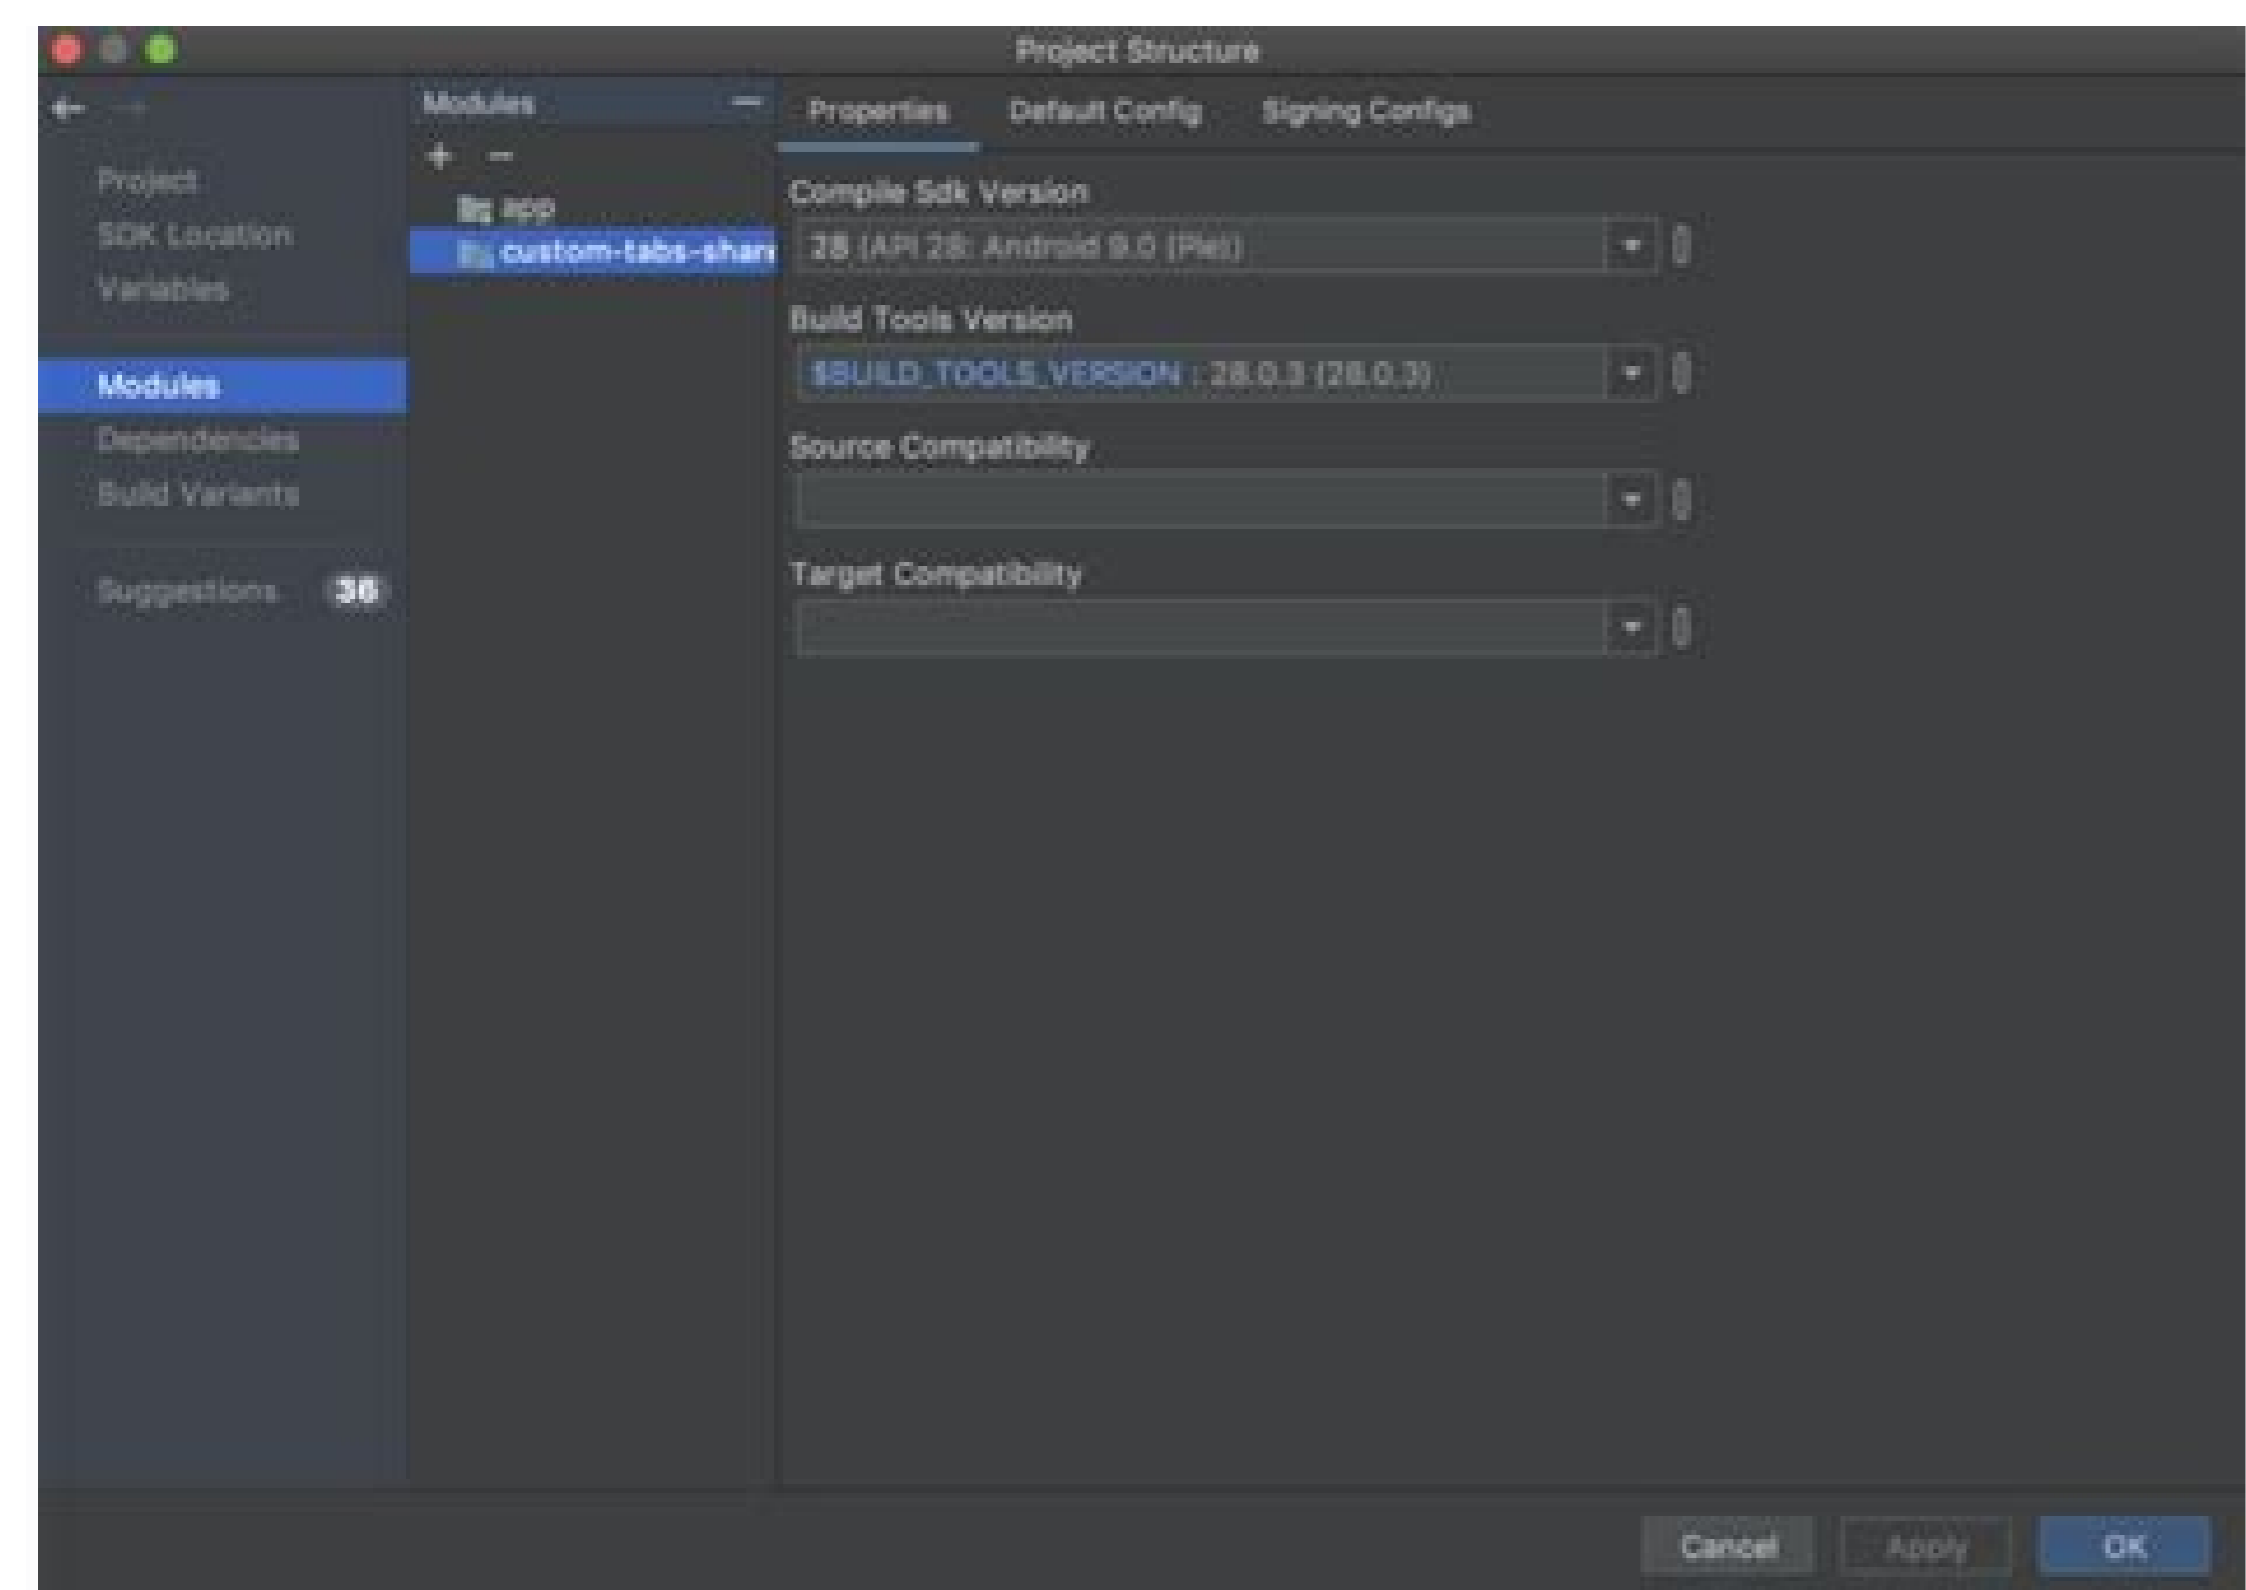 Project Structure
Project
SDK Location
Variables
Modules
Dependencies
Build Variants
Suggestions
Modules
app
custom-tabs-share
Properties Default Config Signing Configs
Compile Sdk Version
28 (API 28: Android 9.0 (Pie))
Build Tools Version
$BUILD_TOOLS_VERSION : 28.0.3 (28.0.3)
Source Compatibility
Target Compatibility
Cancel Apply OK